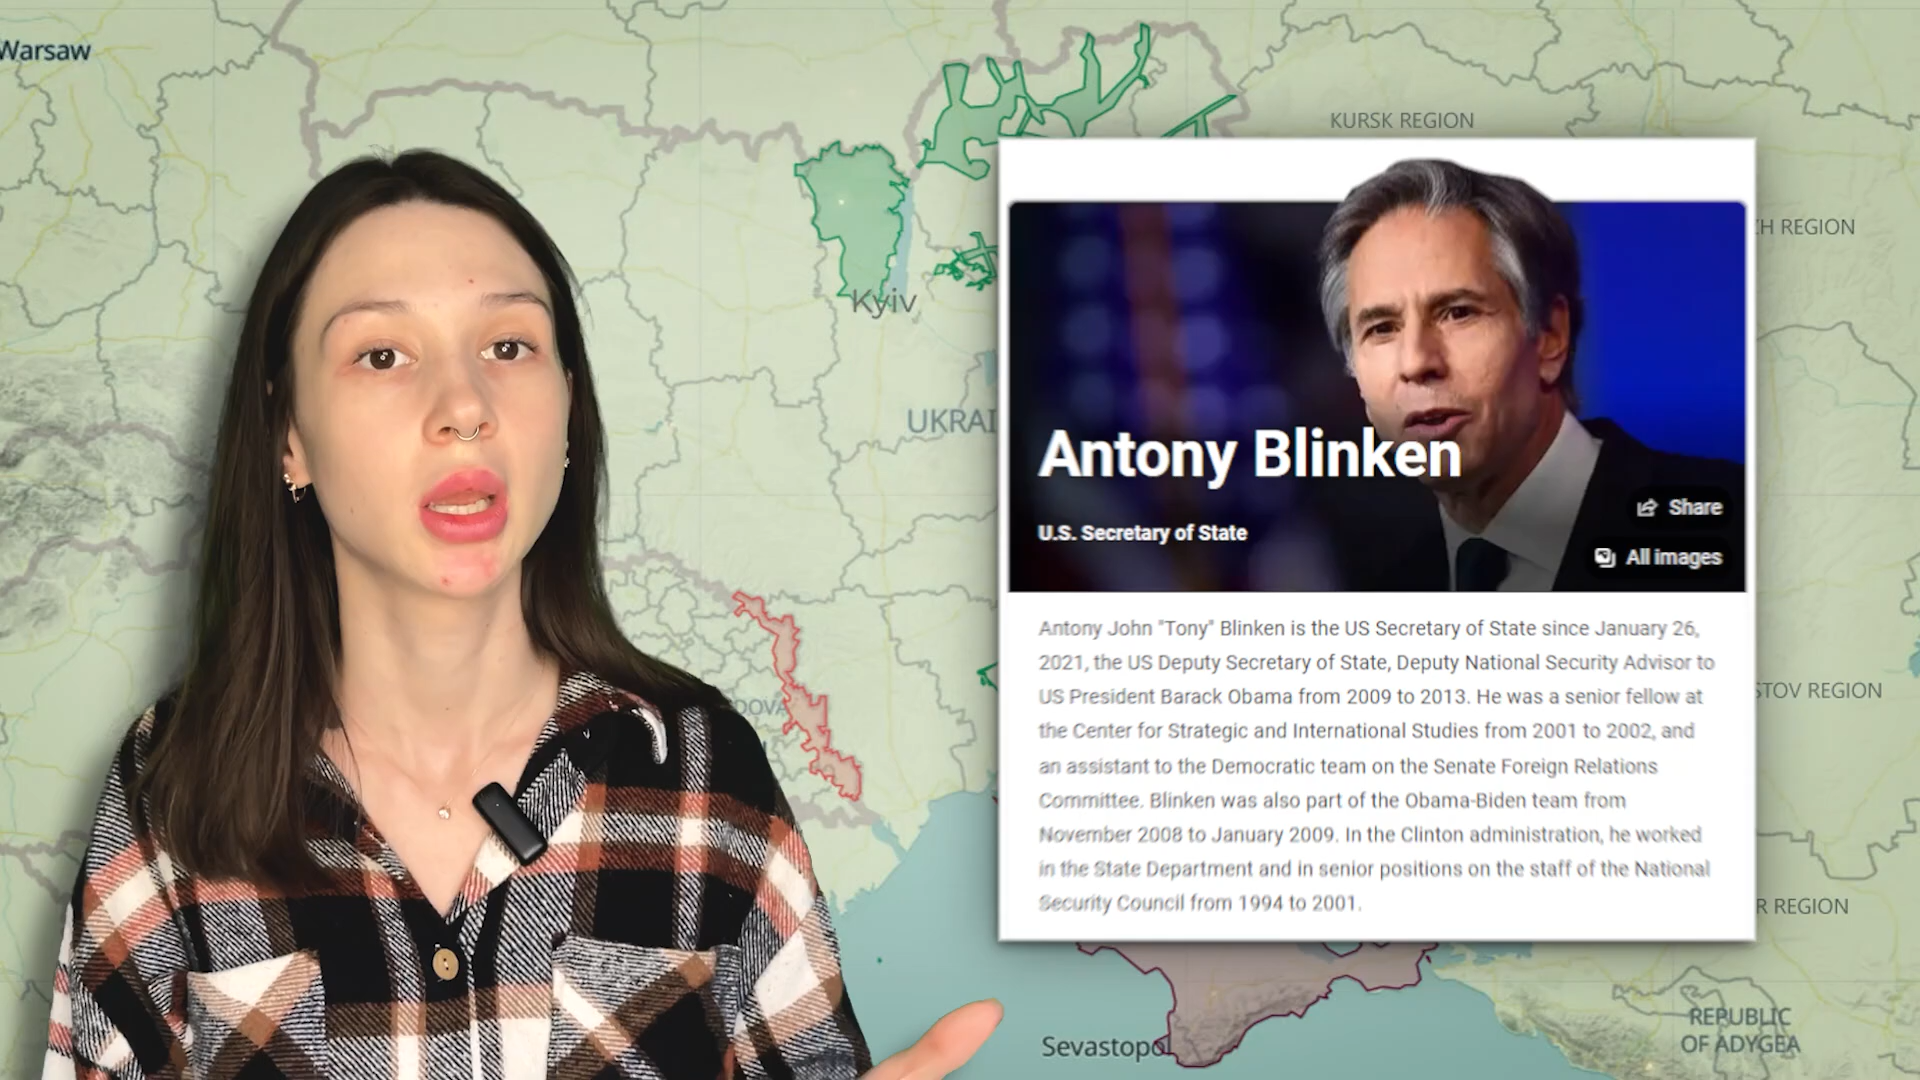 Warsaw
KURSK REGION
H REGION
Kyiv
UKRAI
Antony Blinken
Share
U.S. Secretary of State
All images
Antony John "Tony" Blinken is the US Secretary of State since January 26,
2021, the US Deputy Secretary of State, Deputy National Security Advisor to
US President Barack Obama from 2009 to 2013. He was a senior fellow at
the Center for Strategic and International Studies from 2001 to 2002, and
an assistant to the Democratic team on the Senate Foreign Relations
Committee. Blinken was also part of the Obama-Biden team from
November 2008 to January 2009. In the Clinton administration, he worked
in the State Department and in senior positions on the staff of the National
Security Council from 1994 to 2001.
STOV REGION
DOVA
R REGION
Sevastopol
REPUBLIC
OF ADYGEA